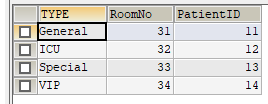 TYPE RoomNo PatientID
General 31 11
ICU 32 12
Special 33 13
VIP 34 14